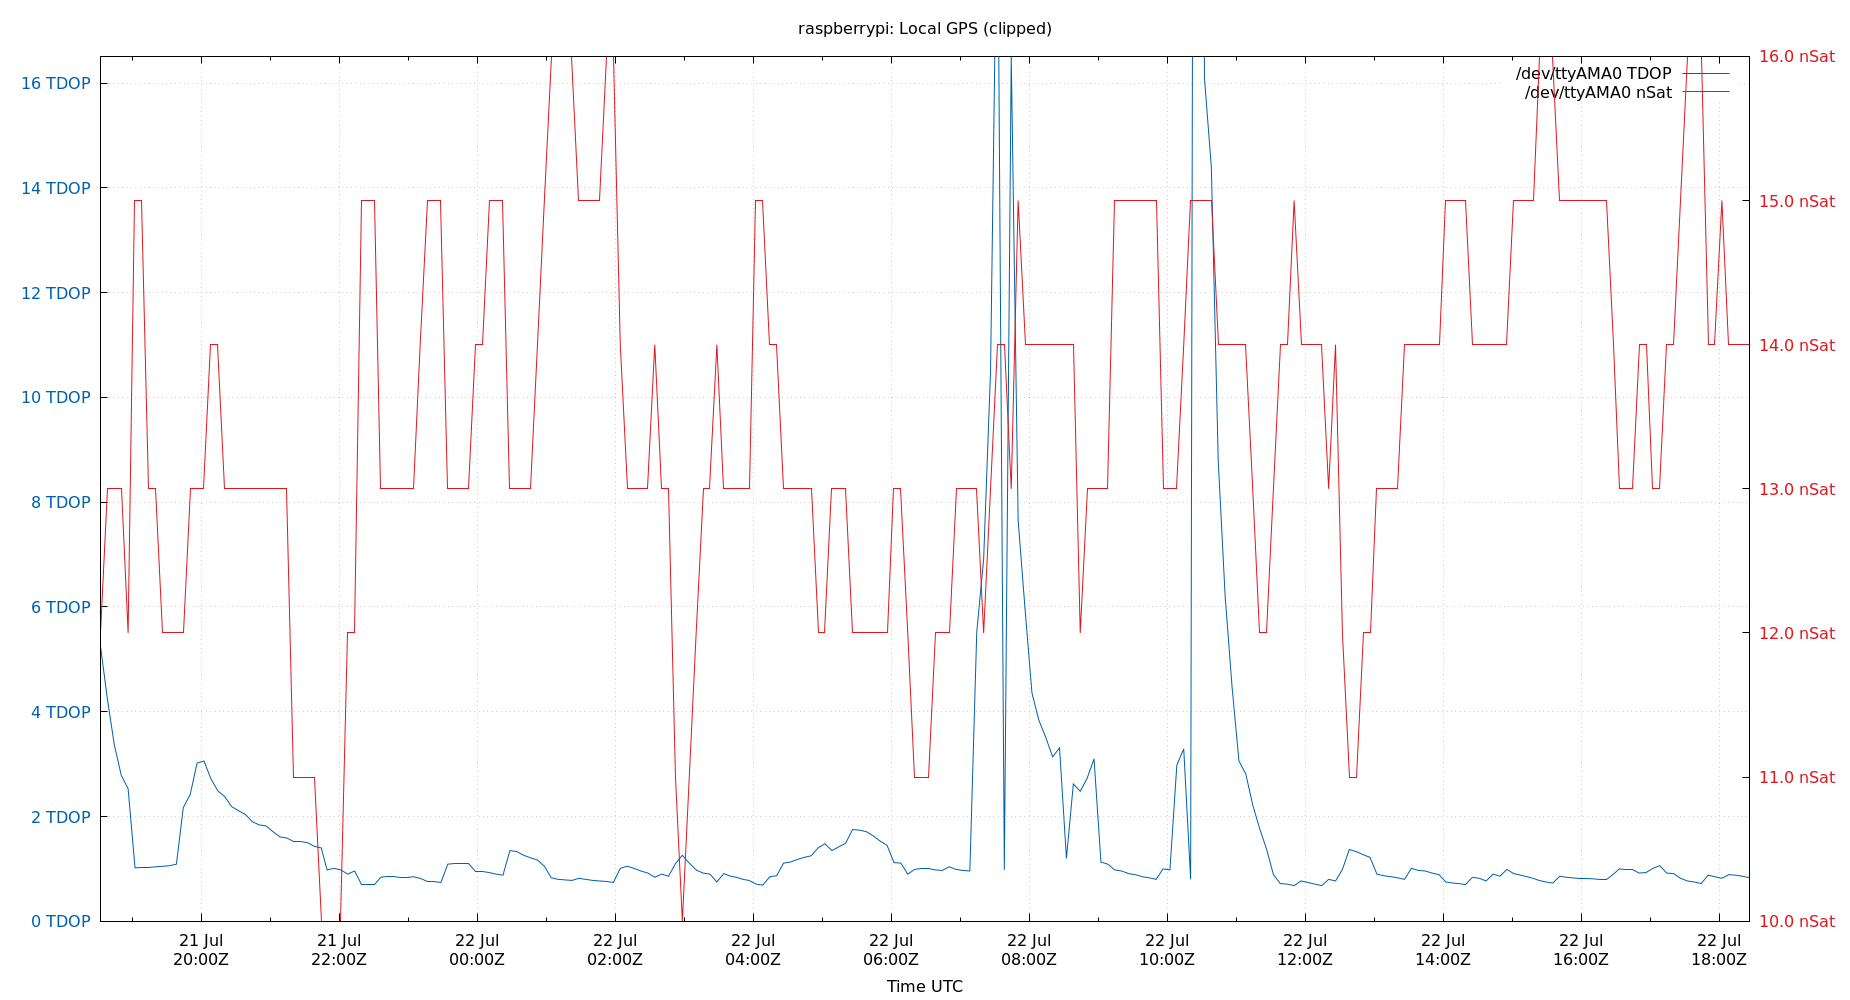 raspberrypi: Local GPS (clipped)
16 TDOP
14 TDOP
12 TDOP
10 TDOP
8 TDOP
6 TDOP
4 TDOP
2 TDOP
0 TDOP
16.0 nSat
15.0 nSat
14.0 nSat
13.0 nSat
12.0 nSat
11.0 nSat
10.0 nSat
/dev/ttyAMA0 TDOP
/dev/ttyAMA0 nSat
21 Jul
20:00Z
21 Jul
22:00Z
22 Jul
00:00Z
22 Jul
02:00Z
22 Jul
04:00Z
22 Jul
06:00Z
22 Jul
08:00Z
22 Jul
10:00Z
22 Jul
12:00Z
22 Jul
14:00Z
22 Jul
16:00Z
22 Jul
18:00Z
Time UTC